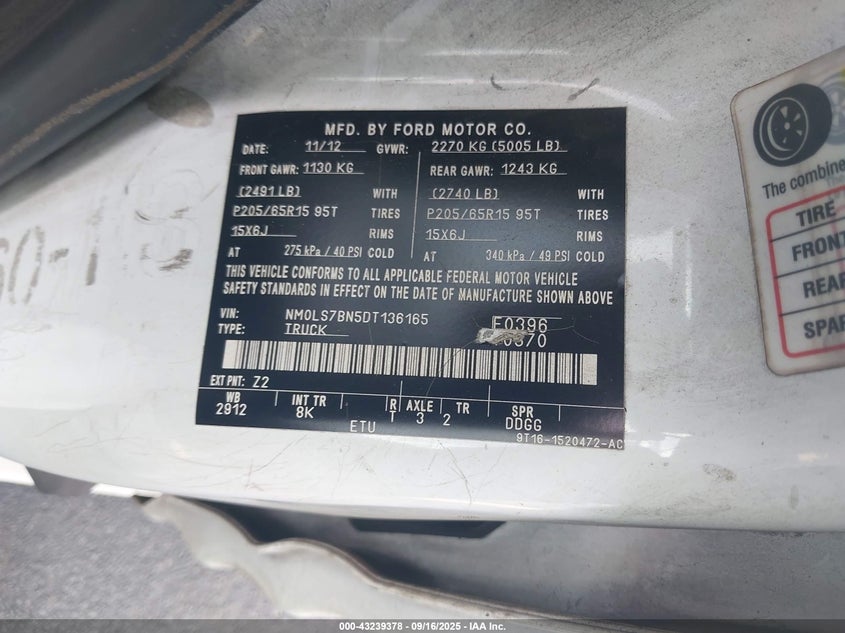 MFD. BY FORD MOTOR CO.
DATE: 11/12 GVWR: 2270 KG (5005 LB)
FRONT GAWR: 1130 KG REAR GAWR: 1243 KG
(2491 LB) WITH (2740 LB) WITH
P205/65R15 95T TIRES P205/65R15 95T TIRES
15X6J RIMS 15X6J RIMS
AT 275 kPa / 40 PSI COLD AT 340 kPa / 49 PSI COLD
THIS VEHICLE CONFORMS TO ALL APPLICABLE FEDERAL MOTOR VEHICLE
SAFETY STANDARDS IN EFFECT ON THE DATE OF MANUFACTURE SHOWN ABOVE
VIN: NM0LS7BN5DT136165 F0396
TYPE: TRUCK
EXT PNT: Z2
WB INT TR R AXLE TR SPR
2912 8K T 3 2 DDGG
ETU
9T16-1520472-AC
The combine
TIRE
FRONT
REAR
SPAR
000-43239378 - 09/16/2025 - IAA Inc.